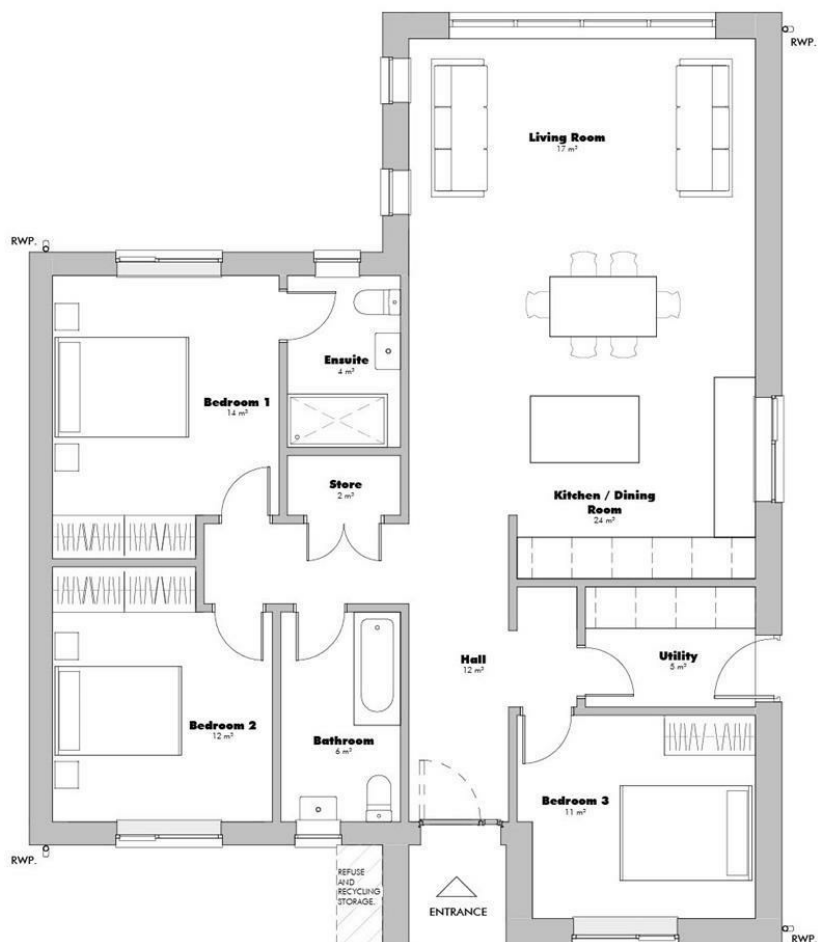 RWP.
Living Room
17 m²
RWP.
Ensuite
4 m²
Bedroom 1
14 m²
Store
2 m²
Kitchen / Dining
Room
24 m²
Hall
12 m²
Utility
5 m²
Bedroom 2
12 m²
Bathroom
6 m²
Bedroom 3
11 m²
RWP.
REFUSE
AND
RECYCLING
STORAGE.
ENTRANCE
RWP.